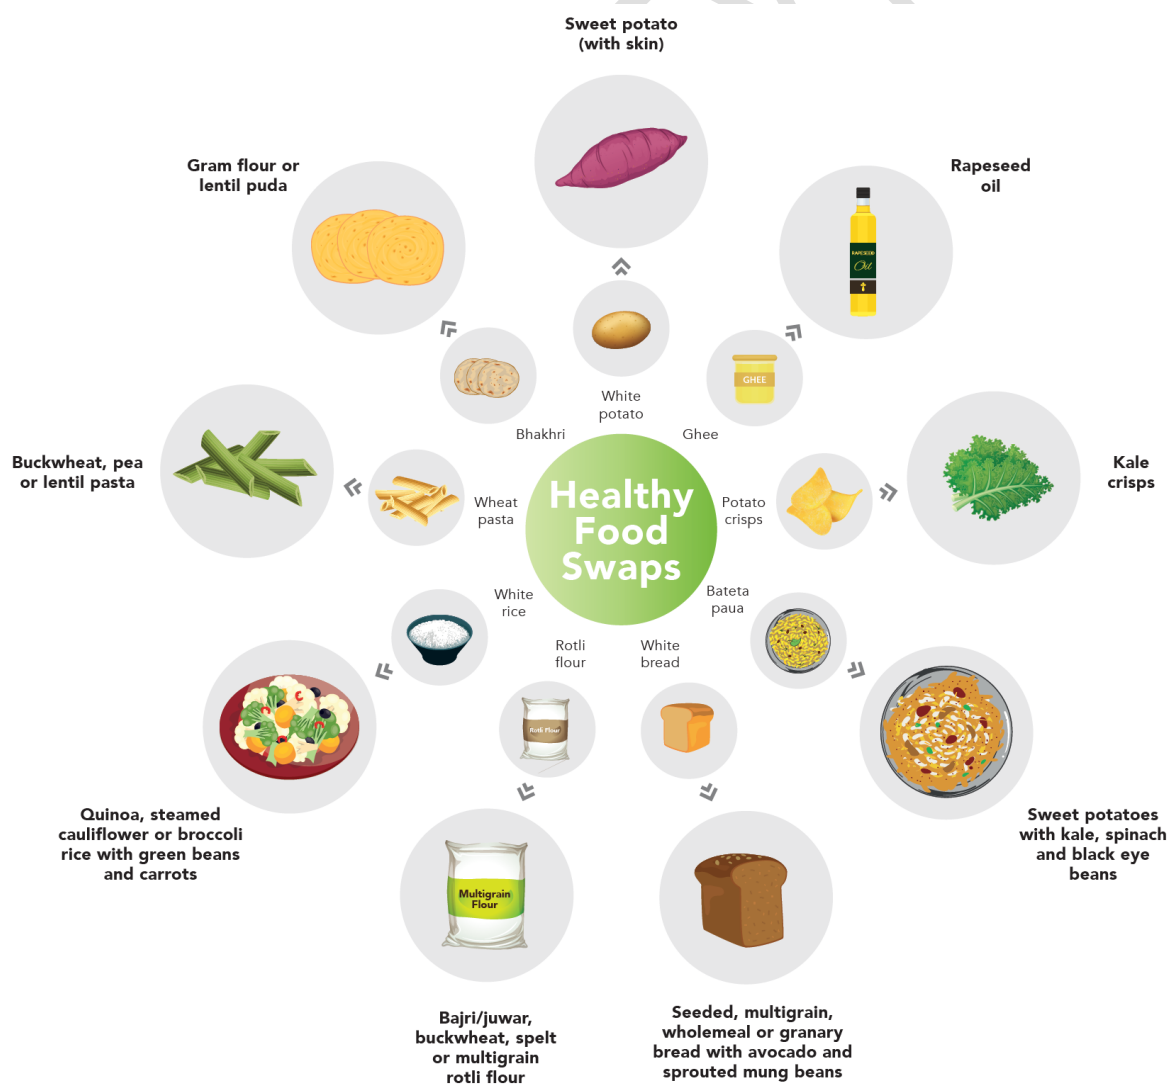 Sweet potato
(with skin)
Gram flour or
lentil puda
Rapeseed
oil
RAPESEED
Oil
White
potato
GHEE
Bhakhri
Ghee
Buckwheat, pea
or lentil pasta
Wheat
pasta
Healthy
Food
Swaps
Potato
crisps
Kale
crisps
White
rice
Bateta
paua
Rotli
flour
White
bread
Rotli Flour
Quinoa, steamed
cauliflower or broccoli
rice with green beans
and carrots
Sweet potatoes
with kale, spinach
and black eye
beans
Multigrain
Flour
Bajri/juwar,
buckwheat, spelt
or multigrain
rotli flour
Seeded, multigrain,
wholemeal or granary
bread with avocado and
sprouted mung beans